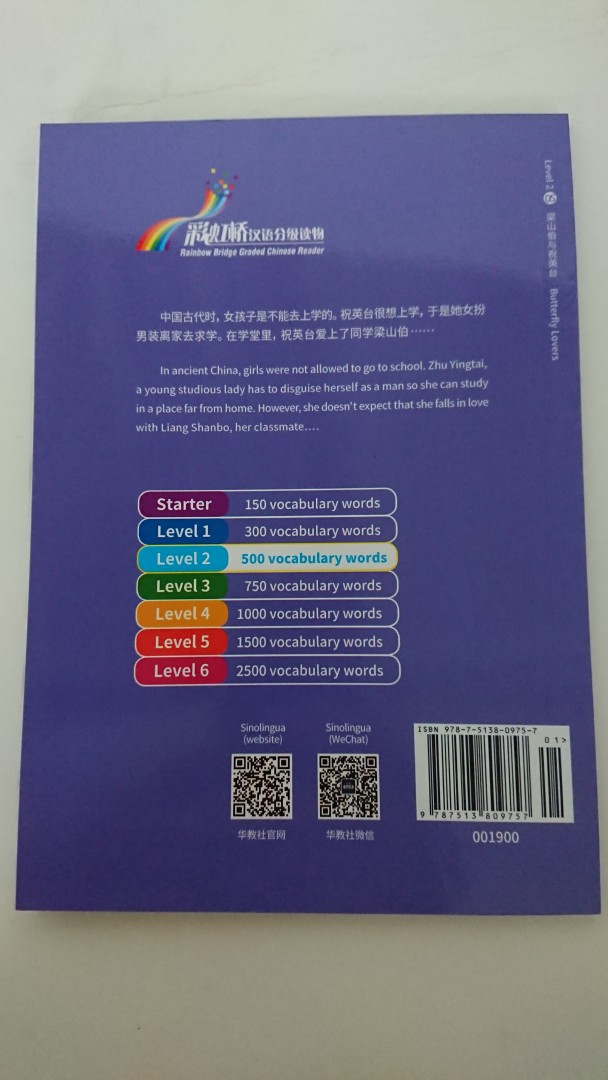 彩虹桥汉语分级读物
Rainbow Bridge Graded Chinese Reader
中国古代时，女孩子是不能去上学的。祝英台很想上学，于是她女扮
男装离家去求学。在学堂里，祝英台爱上了同学梁山伯……
In ancient China, girls were not allowed to go to school. Zhu Yingtai,
a young studious lady has to disguise herself as a man so she can study
in a place far from home. However, she doesn't expect that she falls in love
with Liang Shanbo, her classmate....
Starter 150 vocabulary words
Level 1 300 vocabulary words
Level 2 500 vocabulary words
Level 3 750 vocabulary words
Level 4 1000 vocabulary words
Level 5 1500 vocabulary words
Level 6 2500 vocabulary words
Sinolingua
(website)
华教社官网
Sinolingua
(WeChat)
华教社微信
ISBN 978-7-5138-0975-7
01>
9 787513 809757
001900
Level 2 梁山伯与祝英台 Butterfly Lovers